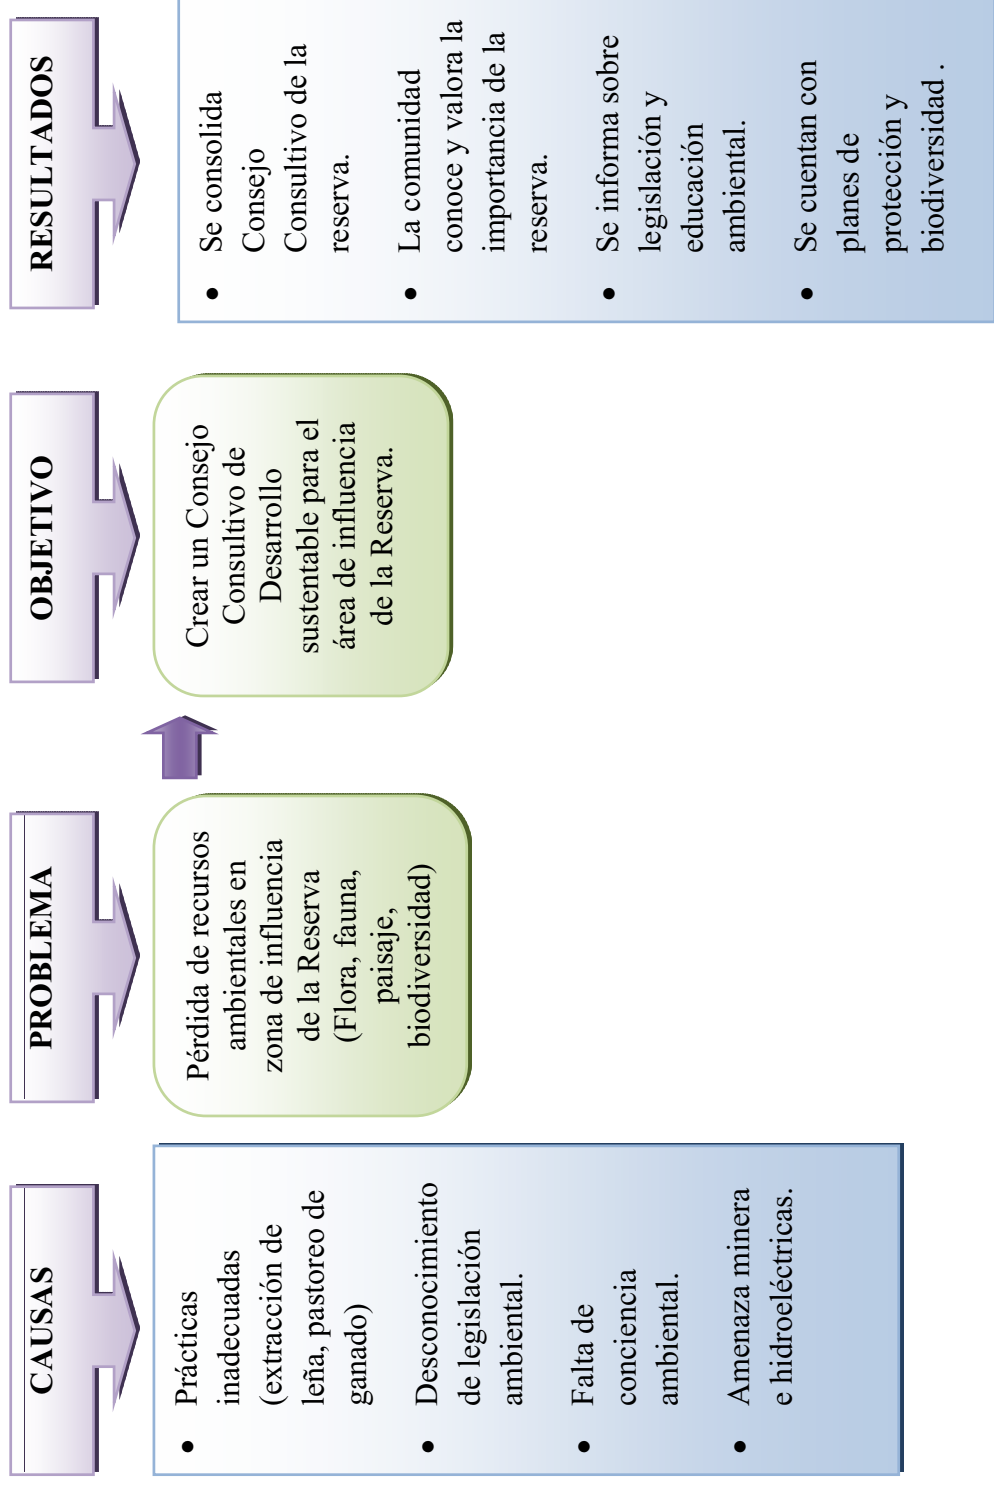 CAUSAS
Prácticas
inadecuadas
(extracción de
leña, pastoreo de
ganado)
Desconocimiento
de legislación
ambiental.
Falta de
conciencia
ambiental.
Amenaza minera
e hidroeléctricas.
PROBLEMA
Pérdida de recursos
ambientales en
zona de influencia
de la Reserva
(Flora, fauna,
paisaje,
biodiversidad)
OBJETIVO
Crear un Consejo
Consultivo de
Desarrollo
sustentable para el
área de influencia
de la Reserva.
RESULTADOS
Se consolida
Consejo
Consultivo de la
reserva.
La comunidad
conoce y valora la
importancia de la
reserva.
Se informa sobre
legislación y
educación
ambiental.
Se cuentan con
planes de
protección y
biodiversidad .